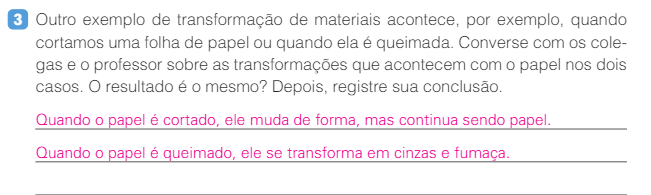 3 Outro exemplo de transformação de materiais acontece, por exemplo, quando
cortamos uma folha de papel ou quando ela é queimada. Converse com os cole-
gas e o professor sobre as transformações que acontecem com o papel nos dois
casos. O resultado é o mesmo? Depois, registre sua conclusão.
Quando o papel é cortado, ele muda de forma, mas continua sendo papel.
Quando o papel é queimado, ele se transforma em cinzas e fumaça.